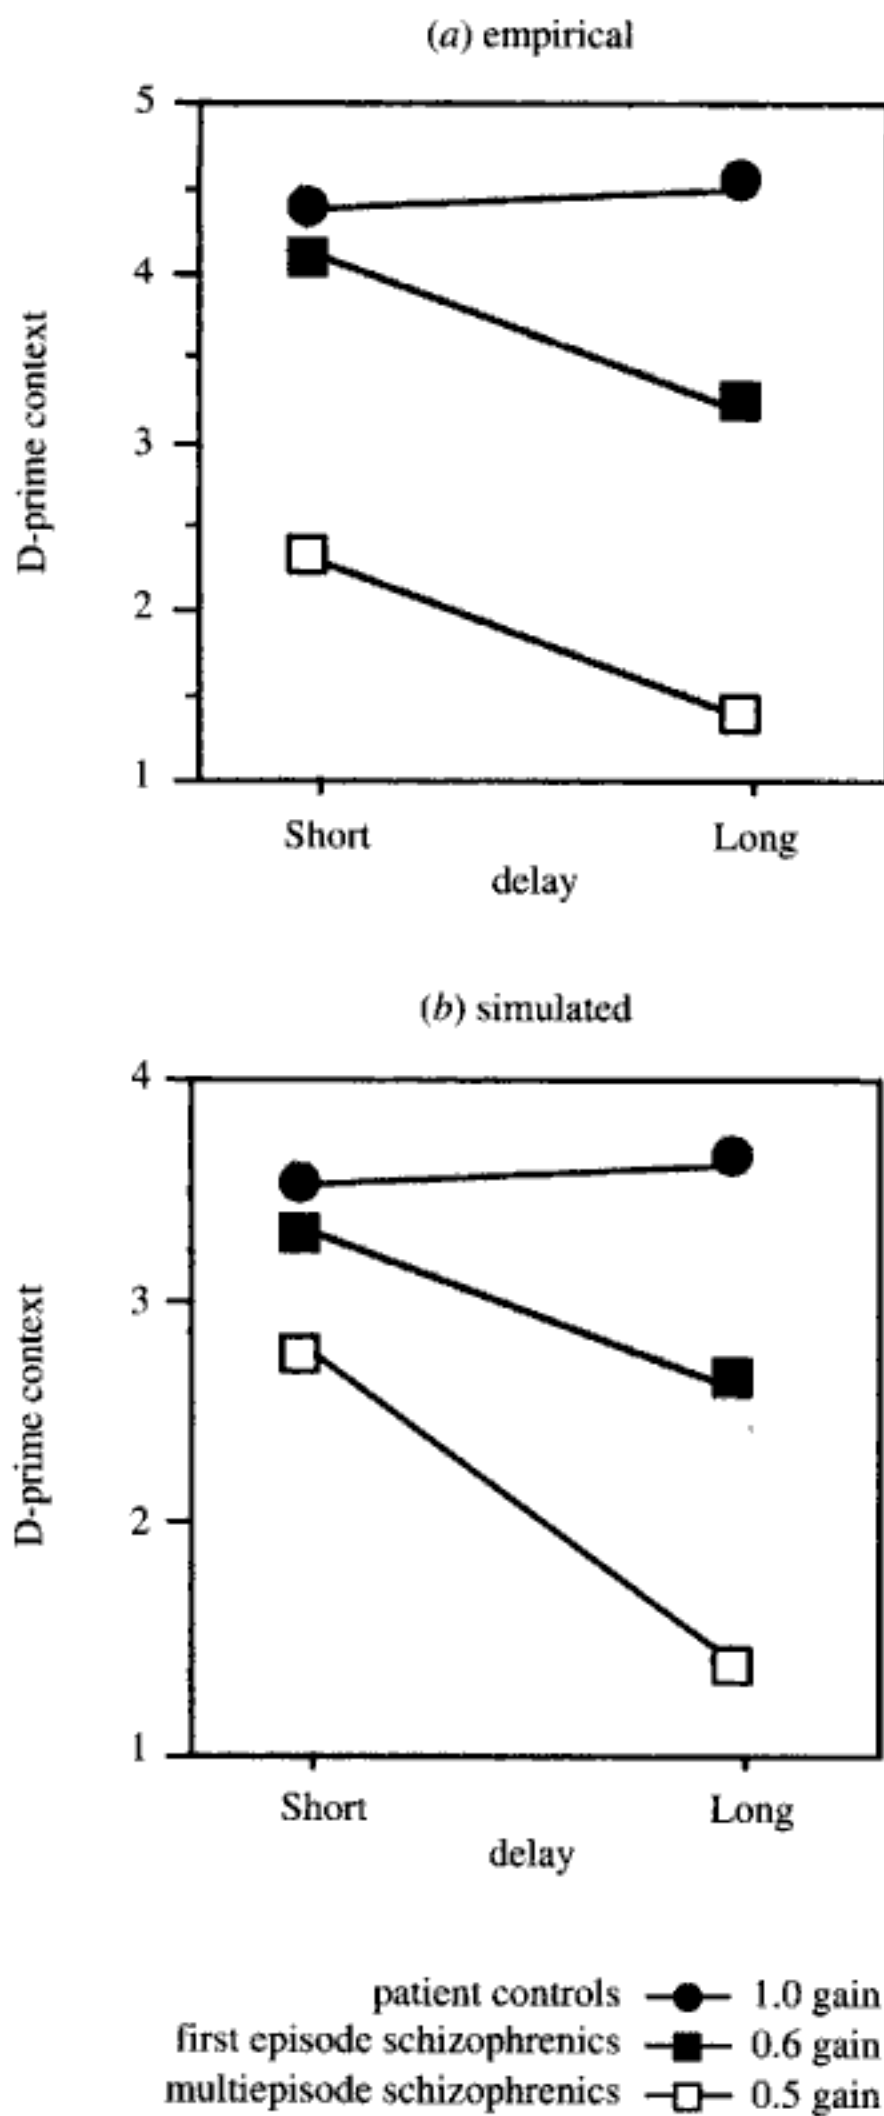 (a) empirical
5
4
3
2
1
D-prime context
Short Long
delay
(b) simulated
4
3
2
1
D-prime context
Short Long
delay
patient controls 1.0 gain
first episode schizophrenics 0.6 gain
multiepisode schizophrenics 0.5 gain